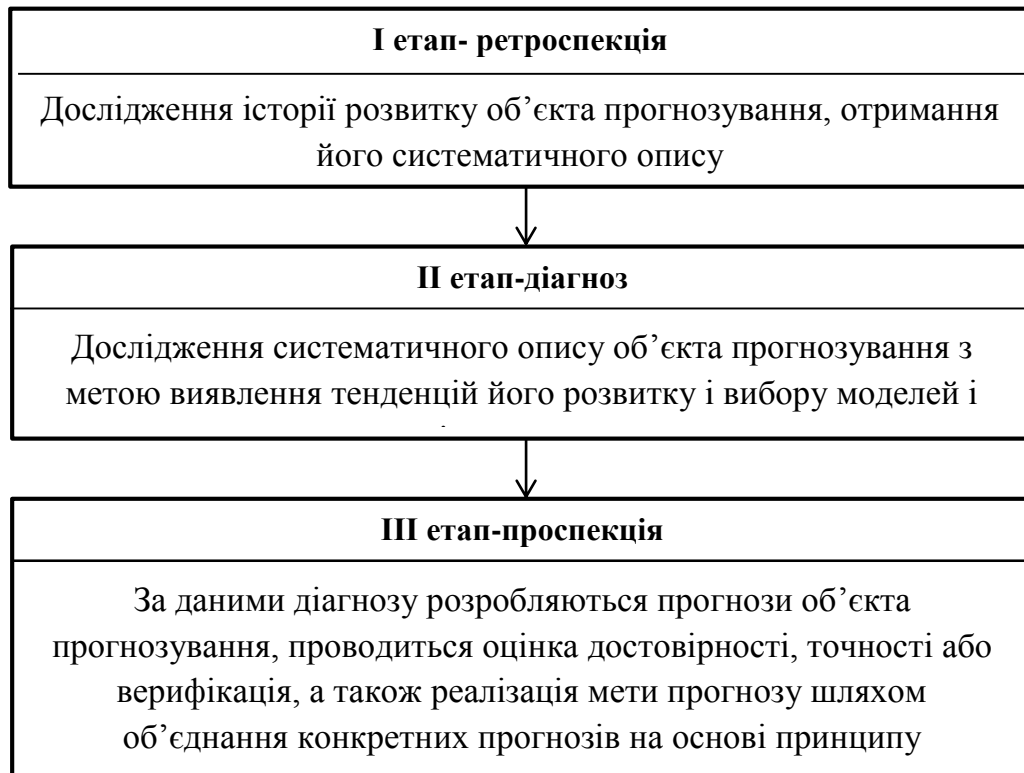 I етап- ретроспекція
Дослідження історії розвитку об’єкта прогнозування, отримання
його систематичного опису
II етап-діагноз
Дослідження систематичного опису об’єкта прогнозування з
метою виявлення тенденцій його розвитку і вибору моделей і
III етап-проспекція
За даними діагнозу розробляються прогнози об’єкта
прогнозування, проводиться оцінка достовірності, точності або
верифікація, а також реалізація мети прогнозу шляхом
об’єднання конкретних прогнозів на основі принципу